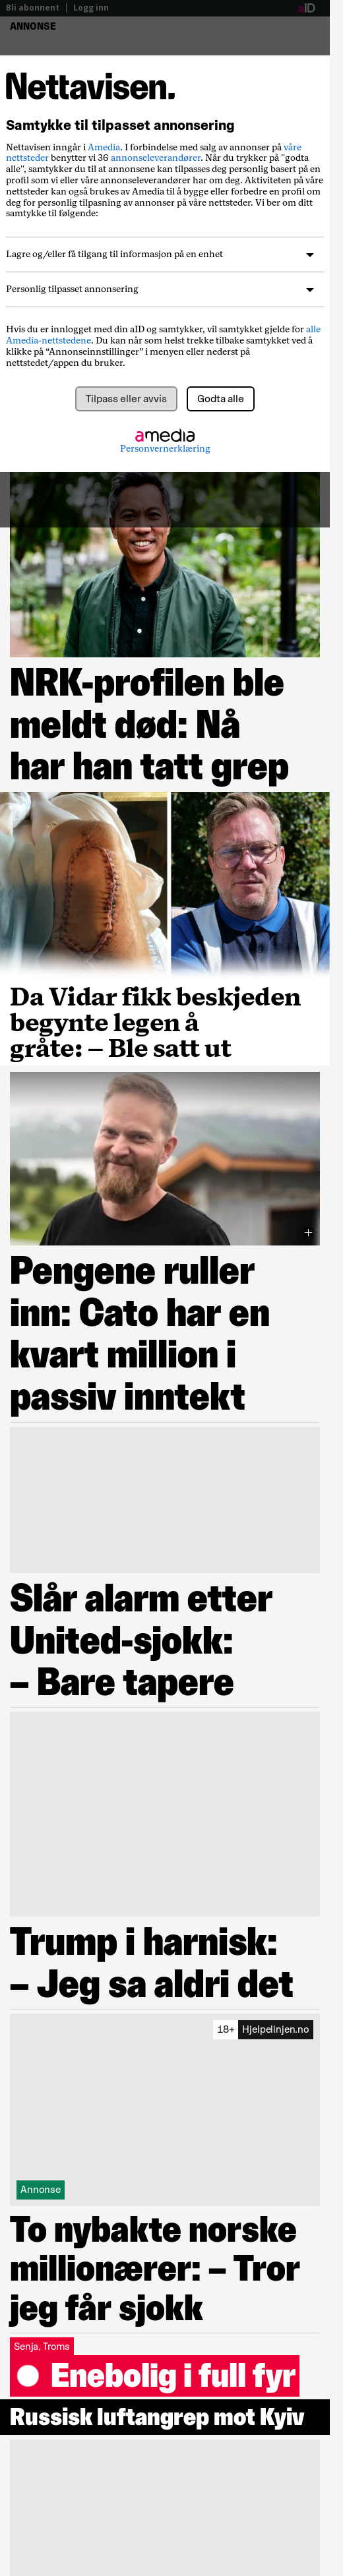 Bli abonnent | Logg inn
aID
ANNONSE
Nettavisen.
Samtykke til tilpasset annonsering
Nettavisen inngår i Amedia. I forbindelse med salg av annonser på våre
nettsteder benytter vi 36 annonseleverandører. Når du trykker på "godta
alle", samtykker du til at annonsene kan tilpasses deg personlig basert på en
profil som vi eller våre annonseleverandører har om deg. Aktiviteten på våre
nettsteder kan også brukes av Amedia til å bygge eller forbedre en profil om
deg for personlig tilpasning av annonser på våre nettsteder. Vi ber om ditt
samtykke til følgende:
Lagre og/eller få tilgang til informasjon på en enhet
Personlig tilpasset annonsering
Hvis du er innlogget med din aID og samtykker, vil samtykket gjelde for alle
Amedia-nettstedene. Du kan når som helst trekke tilbake samtykket ved å
klikke på “Annonseinnstillinger” i menyen eller nederst på
nettstedet/appen du bruker.
Tilpass eller avvis
Godta alle
amedia
Personvernerklæring
NRK-profilen ble
meldt død: Nå
har han tatt grep
Da Vidar fikk beskjeden
begynte legen å
gråte: – Ble satt ut
Pengene ruller
inn: Cato har en
kvart million i
passiv inntekt
Slår alarm etter
United-sjokk:
– Bare tapere
Trump i harnisk:
– Jeg sa aldri det
18+ Hjelpelinjen.no
Annonse
To nybakte norske
millionærer: – Tror
jeg får sjokk
Senja, Troms
Enebolig i full fyr
Russisk luftangrep mot Kyiv